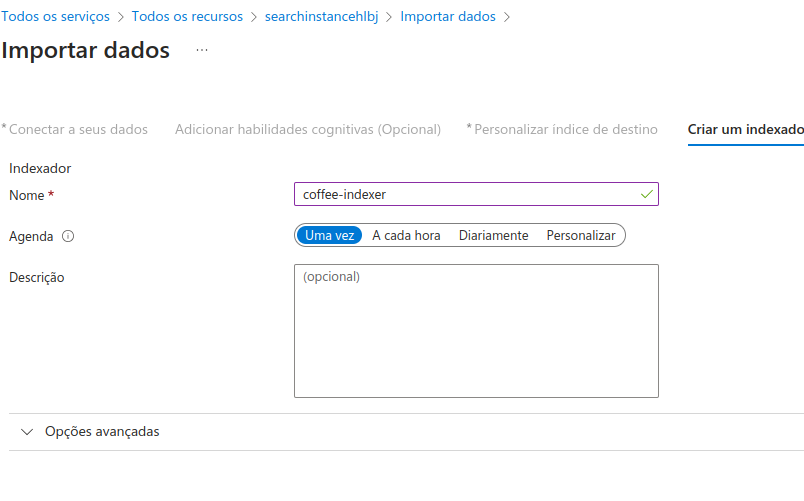 Todos os serviços > Todos os recursos > searchinstancehlbj > Importar dados >
Importar dados ...
* Conectar a seus dados Adicionar habilidades cognitivas (Opcional) * Personalizar índice de destino Criar um indexado
Indexador
Nome * coffee-indexer
Agenda Uma vez A cada hora Diariamente Personalizar
Descrição (opcional)
Opções avançadas